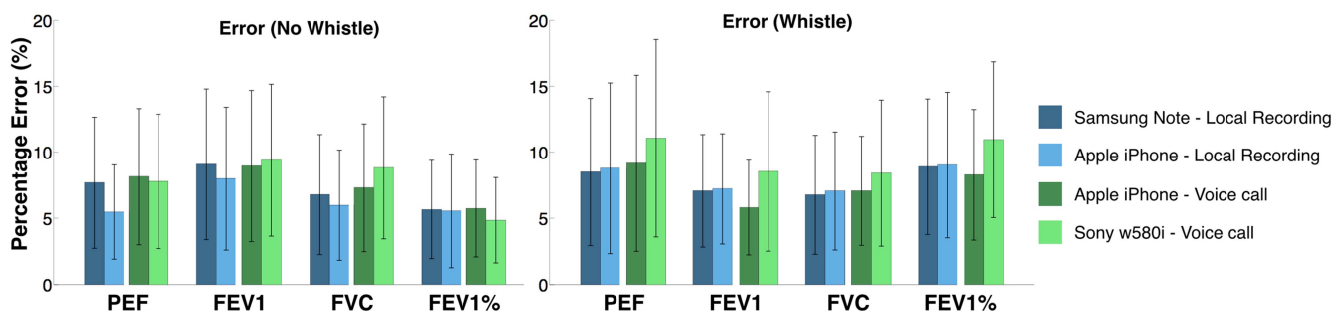 Error (No Whistle)
Percentage Error (%)
20
15
10
5
0
PEF
FEV1
FVC
FEV1%
Error (Whistle)
20
15
10
5
0
PEF
FEV1
FVC
FEV1%
Samsung Note - Local Recording
Apple iPhone - Local Recording
Apple iPhone - Voice call
Sony w580i - Voice call